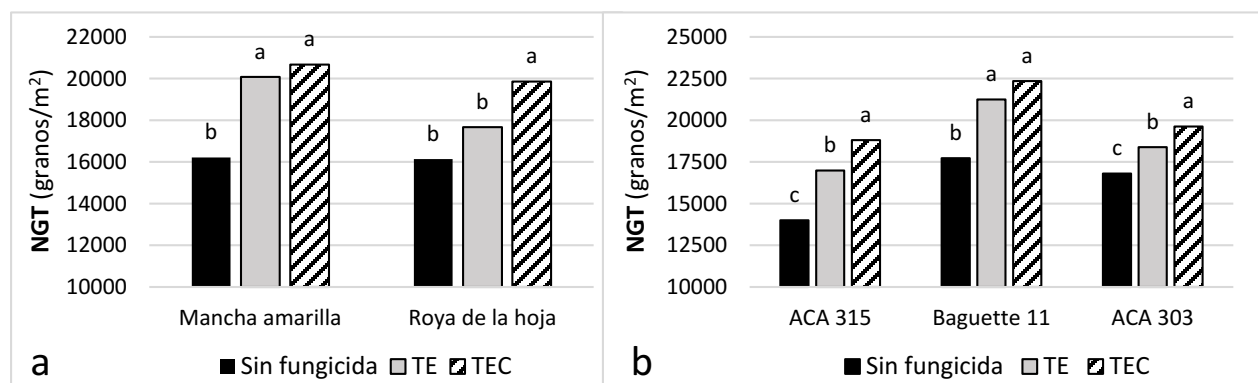 NGT (granos/m²)
22000
20000
18000
16000
14000
12000
10000
b
a
a
b
b
a
Mancha amarilla
Roya de la hoja
a
Sin fungicida
TE
TEC
NGT (granos/m²)
25000
22500
20000
17500
15000
12500
10000
c
b
a
b
a
a
c
b
a
ACA 315
Baguette 11
ACA 303
b
Sin fungicida
TE
TEC